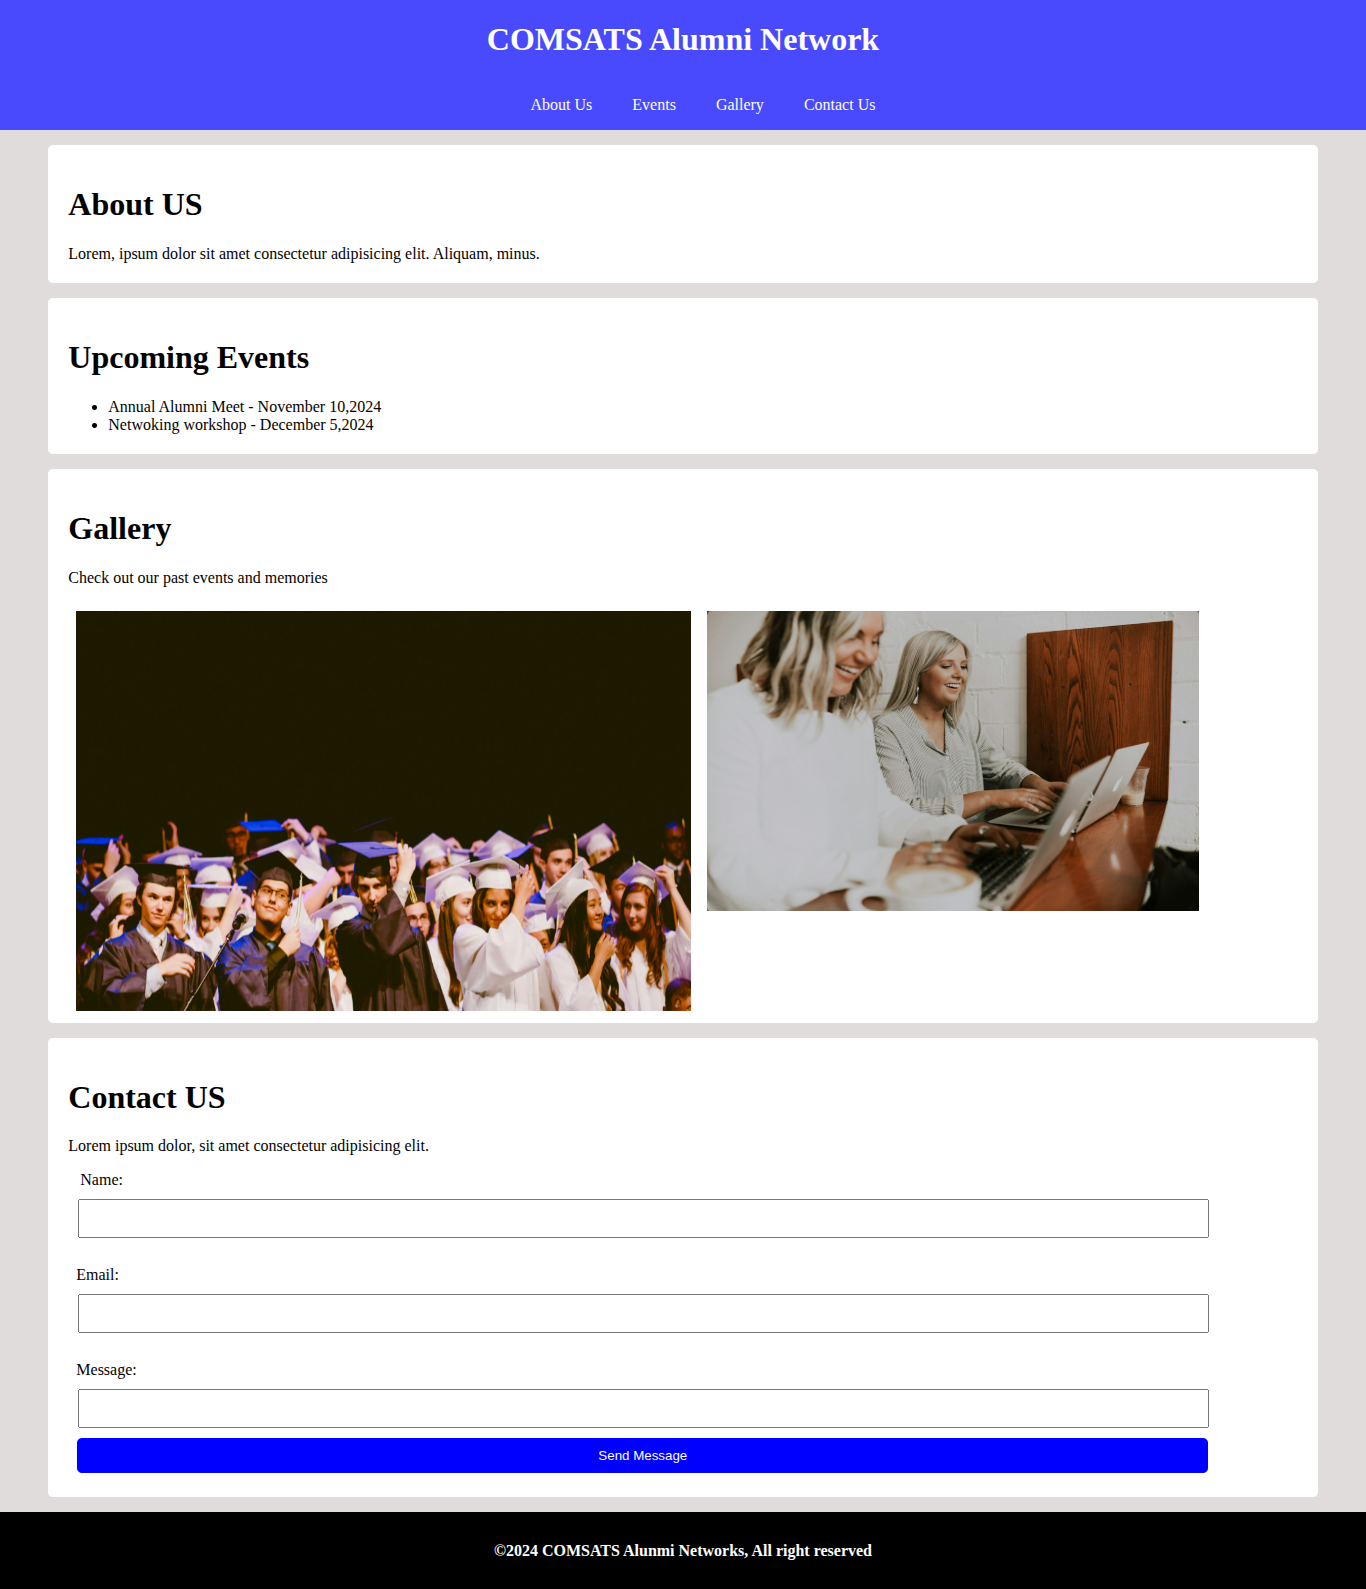 COMSATS Alumni Network
About Us Events Gallery Contact Us
About US
Lorem, ipsum dolor sit amet consectetur adipisicing elit. Aliquam, minus.
Upcoming Events
Annual Alumni Meet - November 10,2024
Netwoking workshop - December 5,2024
Gallery
Check out our past events and memories
Contact US
Lorem ipsum dolor, sit amet consectetur adipisicing elit.
Name:
Email:
Message:
Send Message
©2024 COMSATS Alunmi Networks, All right reserved